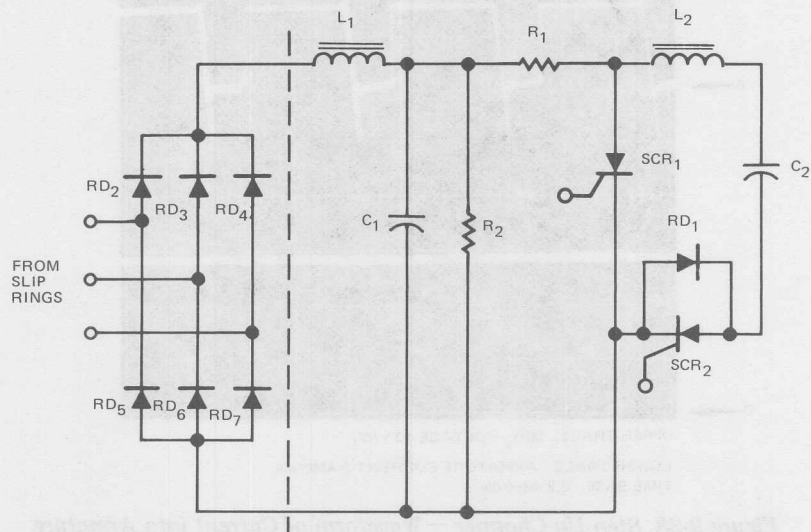 L1
R1
L2
SCR1
C2
RD2
RD3
RD4
RD1
C1
R2
FROM
SLIP
RINGS
SCR2
RD5
RD6
RD7